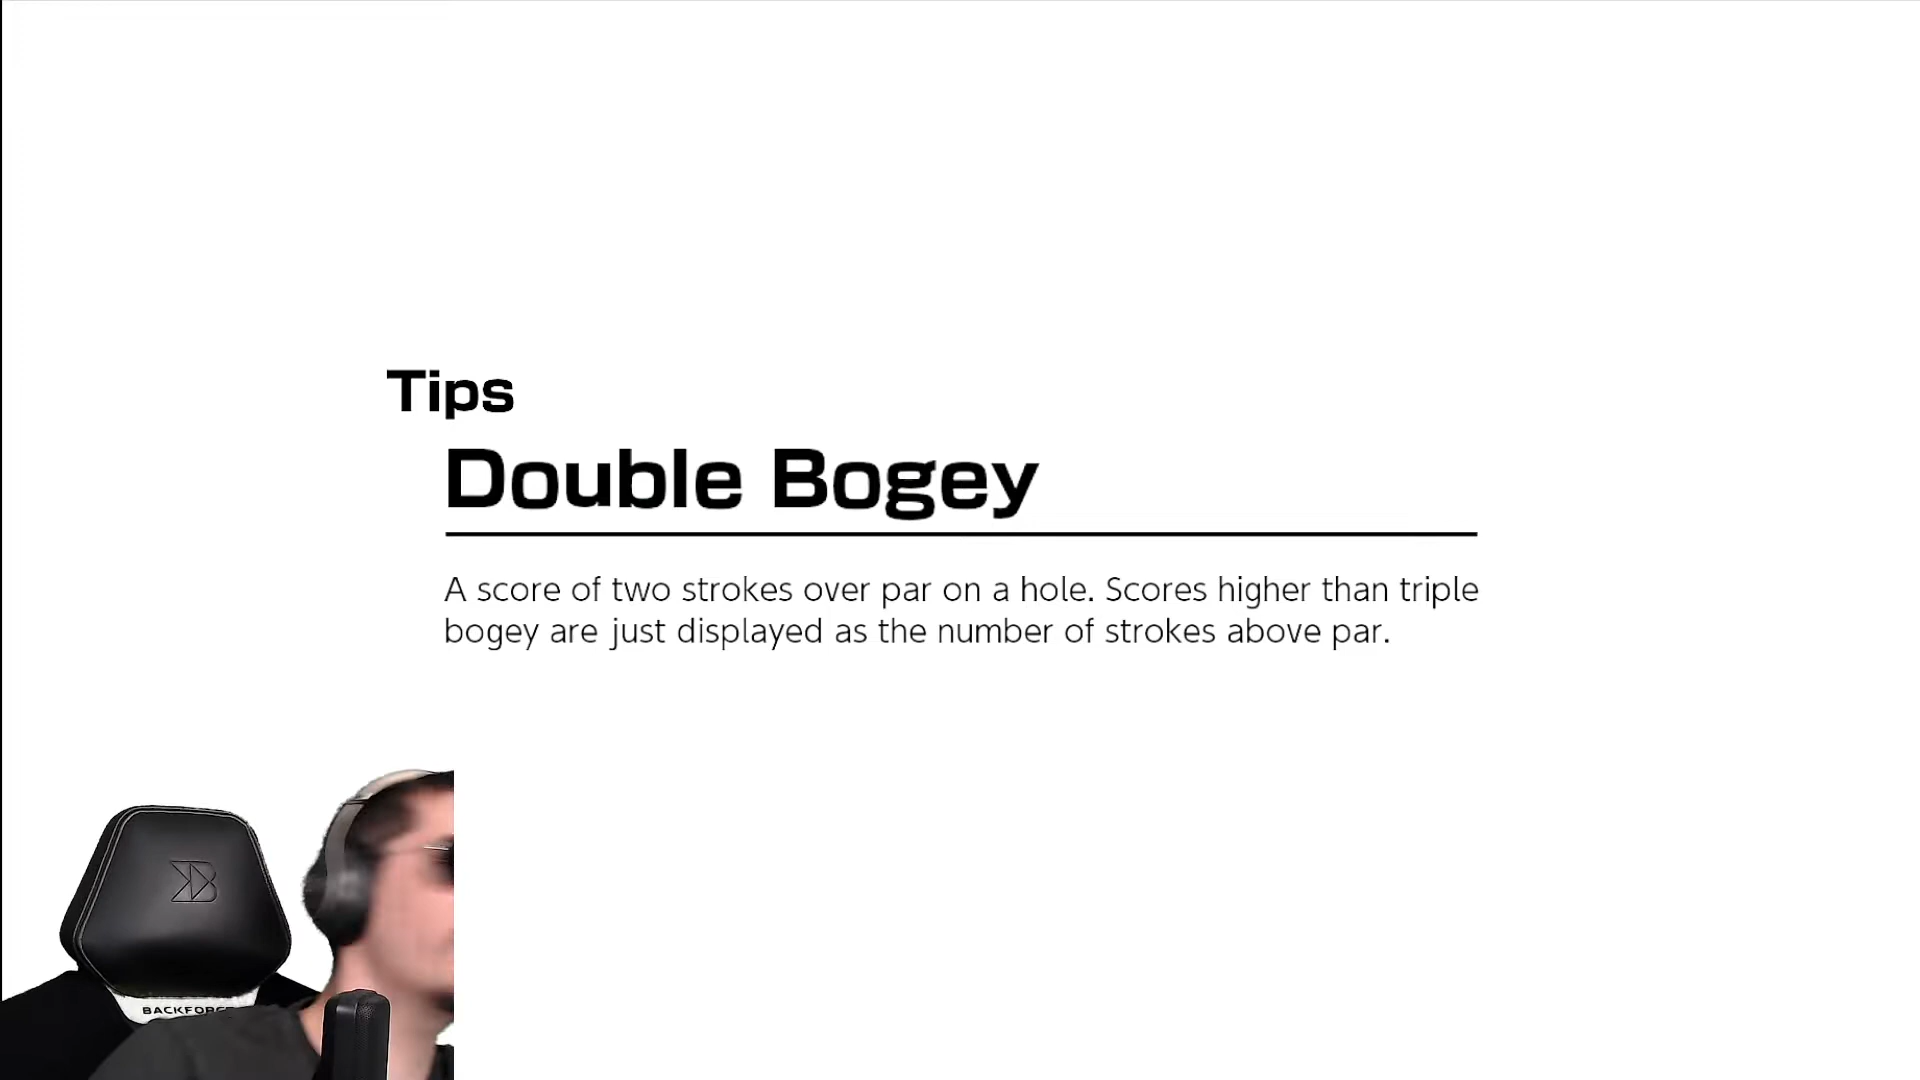 Tips
Double Bogey
A score of two strokes over par on a hole. Scores higher than triple
bogey are just displayed as the number of strokes above par.